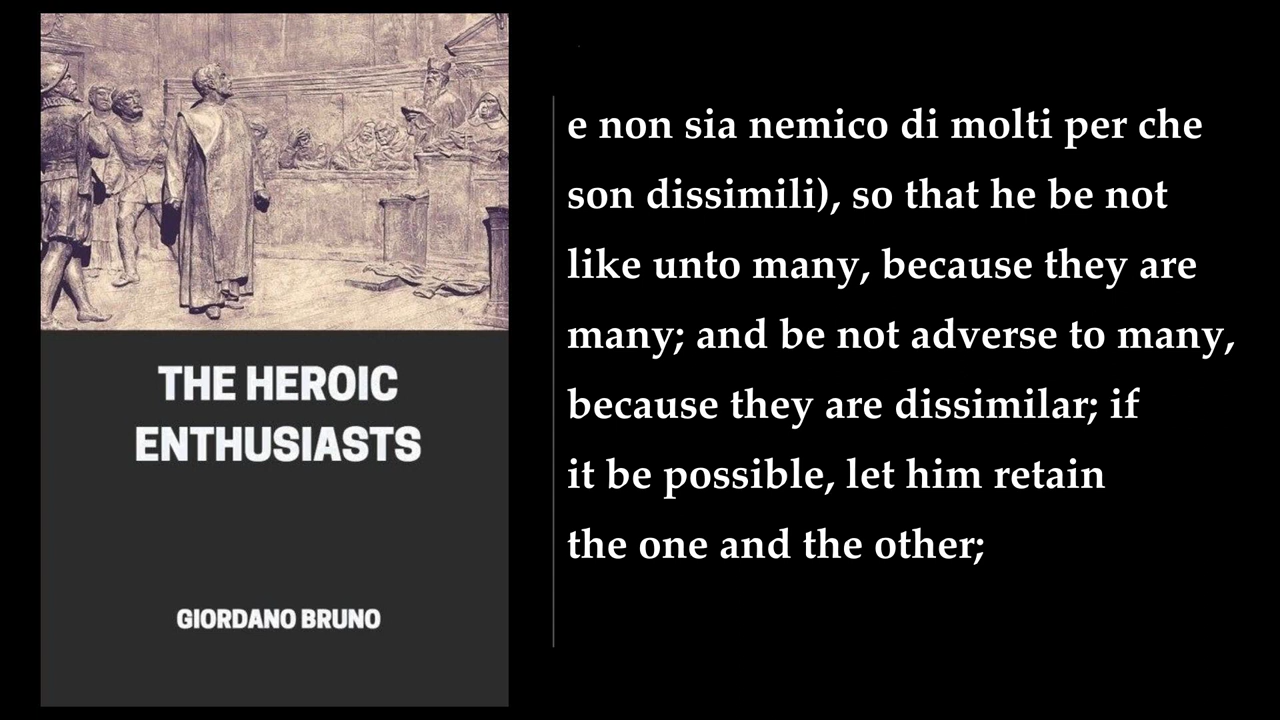 THE HEROIC
ENTHUSIASTS
GIORDANO BRUNO
e non sia nemico di molti per che
son dissimili), so that he be not
like unto many, because they are
many; and be not adverse to many,
because they are dissimilar; if
it be possible, let him retain
the one and the other;